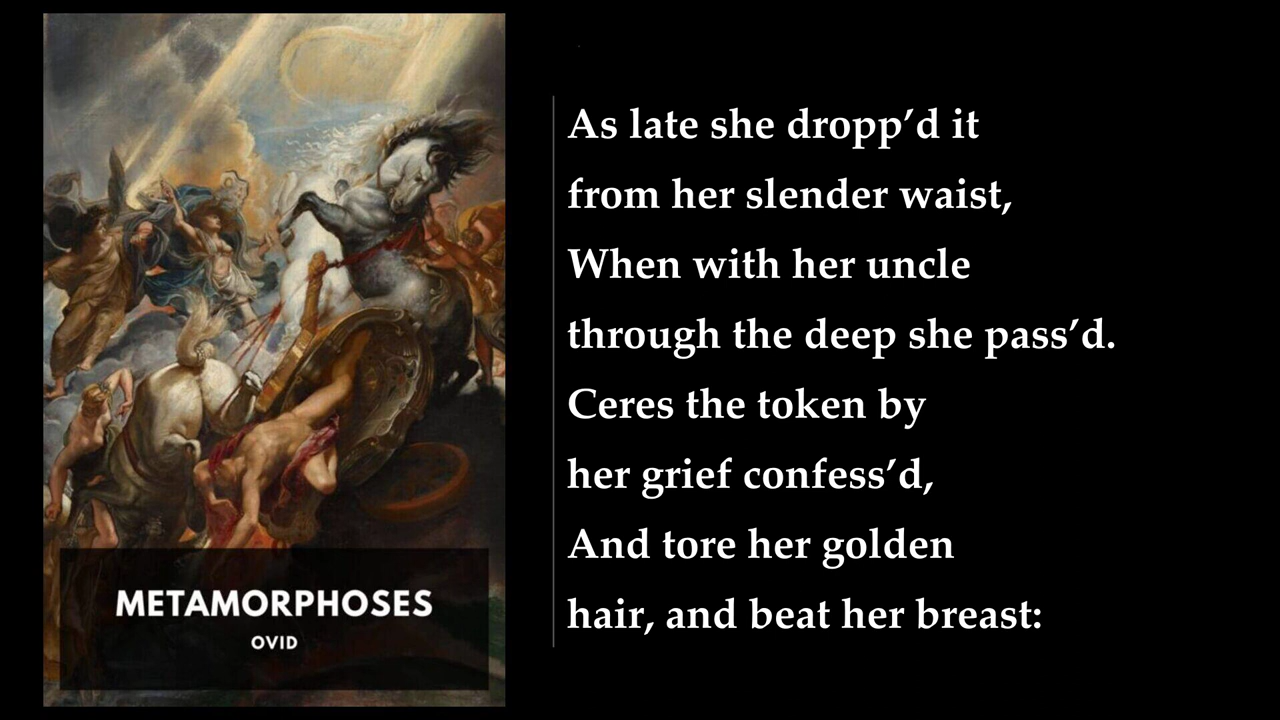 METAMORPHOSES
OVID
As late she dropp’d it
from her slender waist,
When with her uncle
through the deep she pass’d.
Ceres the token by
her grief confess’d,
And tore her golden
hair, and beat her breast: